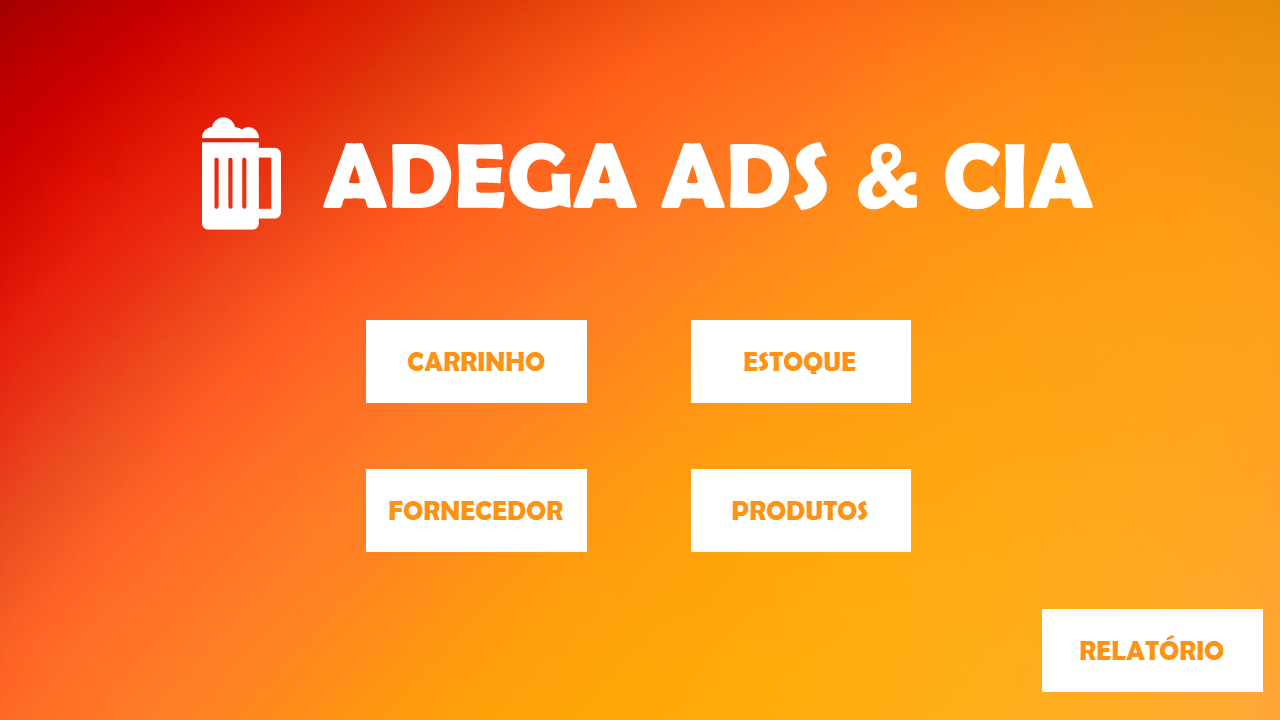 ADEGA ADS & CIA
CARRINHO
ESTOQUE
FORNECEDOR
PRODUTOS
RELATÓRIO